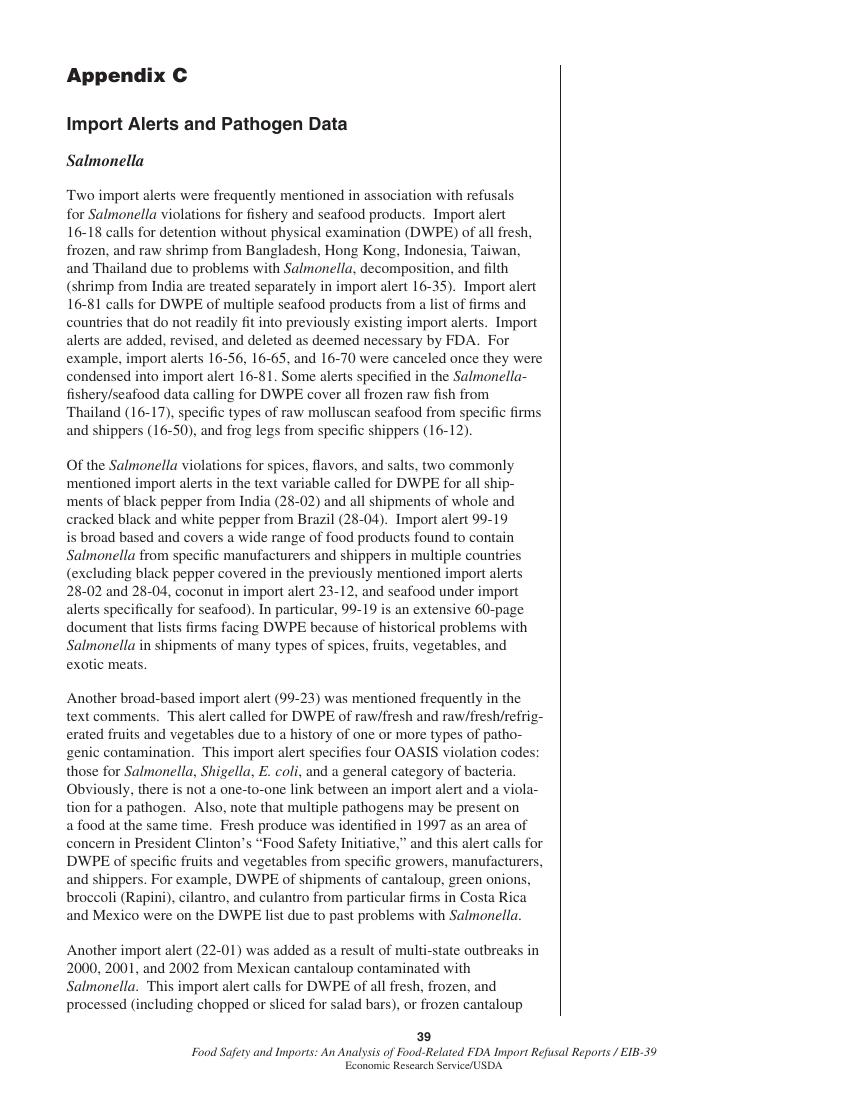 Appendix C
Import Alerts and Pathogen Data
Salmonella
Two import alerts were frequently mentioned in association with refusals
for Salmonella violations for fishery and seafood products.  Import alert
16-18 calls for detention without physical examination (DWPE) of all fresh,
frozen, and raw shrimp from Bangladesh, Hong Kong, Indonesia, Taiwan,
and Thailand due to problems with Salmonella, decomposition, and filth
(shrimp from India are treated separately in import alert 16-35).  Import alert
16-81 calls for DWPE of multiple seafood products from a list of firms and
countries that do not readily fit into previously existing import alerts.  Import
alerts are added, revised, and deleted as deemed necessary by FDA.  For
example, import alerts 16-56, 16-65, and 16-70 were canceled once they were
condensed into import alert 16-81. Some alerts specified in the Salmonella-
fishery/seafood data calling for DWPE cover all frozen raw fish from
Thailand (16-17), specific types of raw molluscan seafood from specific firms
and shippers (16-50), and frog legs from specific shippers (16-12).
Of the Salmonella violations for spices, flavors, and salts, two commonly
mentioned import alerts in the text variable called for DWPE for all ship-
ments of black pepper from India (28-02) and all shipments of whole and
cracked black and white pepper from Brazil (28-04).  Import alert 99-19
is broad based and covers a wide range of food products found to contain
Salmonella from specific manufacturers and shippers in multiple countries
(excluding black pepper covered in the previously mentioned import alerts
28-02 and 28-04, coconut in import alert 23-12, and seafood under import
alerts specifically for seafood). In particular, 99-19 is an extensive 60-page
document that lists firms facing DWPE because of historical problems with
Salmonella in shipments of many types of spices, fruits, vegetables, and
exotic meats.
Another broad-based import alert (99-23) was mentioned frequently in the
text comments.  This alert called for DWPE of raw/fresh and raw/fresh/refrig-
erated fruits and vegetables due to a history of one or more types of patho-
genic contamination.  This import alert specifies four OASIS violation codes:
those for Salmonella, Shigella, E. coli, and a general category of bacteria.
Obviously, there is not a one-to-one link between an import alert and a viola-
tion for a pathogen.  Also, note that multiple pathogens may be present on
a food at the same time.  Fresh produce was identified in 1997 as an area of
concern in President Clinton’s “Food Safety Initiative,” and this alert calls for
DWPE of specific fruits and vegetables from specific growers, manufacturers,
and shippers. For example, DWPE of shipments of cantaloup, green onions,
broccoli (Rapini), cilantro, and culantro from particular firms in Costa Rica
and Mexico were on the DWPE list due to past problems with Salmonella.
Another import alert (22-01) was added as a result of multi-state outbreaks in
2000, 2001, and 2002 from Mexican cantaloup contaminated with
Salmonella.  This import alert calls for DWPE of all fresh, frozen, and
processed (including chopped or sliced for salad bars), or frozen cantaloup
39
Food Safety and Imports: An Analysis of Food-Related FDA Import Refusal Reports / EIB-39
Economic Research Service/USDA